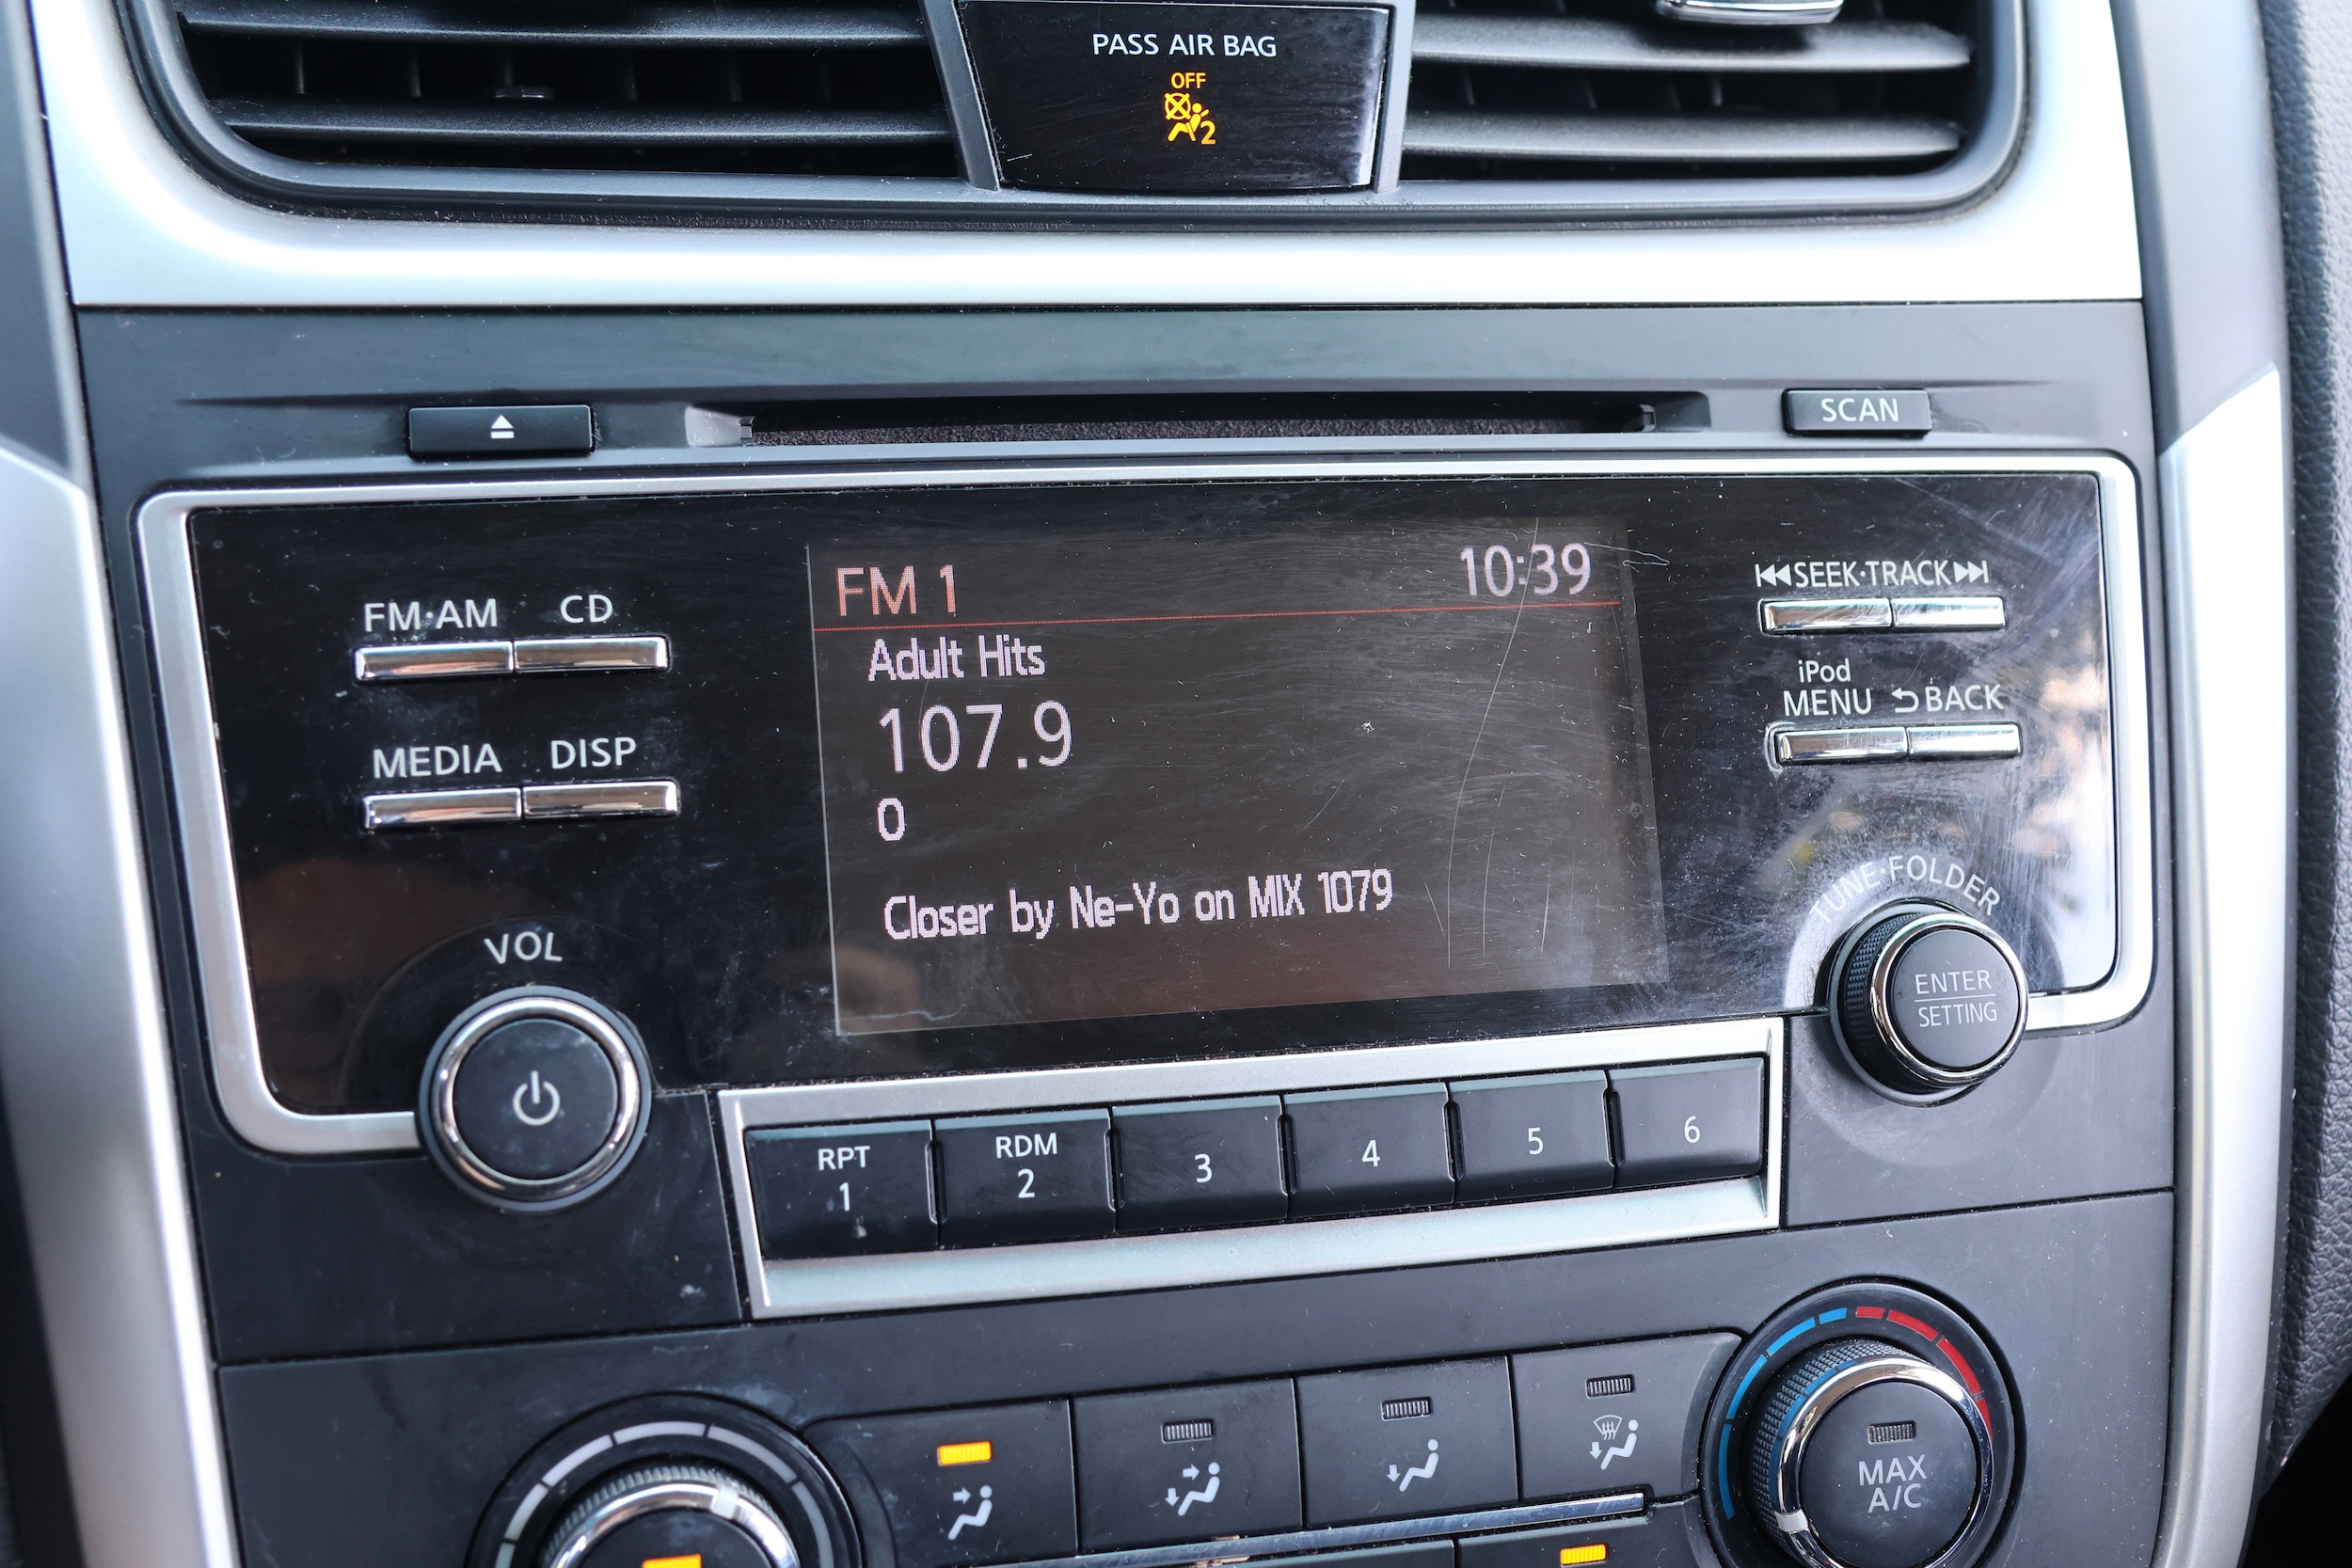 PASS AIR BAG
OFF
2
SCAN
FM 1 10:39
Adult Hits
107.9
0
Closer by Ne-Yo on MIX 1079
FM·AM CD
MEDIA DISP
VOL
SEEK·TRACK
iPod
MENU BACK
TUNE·FOLDER
ENTER
SETTING
RPT
1
RDM
2
3
4
5
6
MAX
A/C